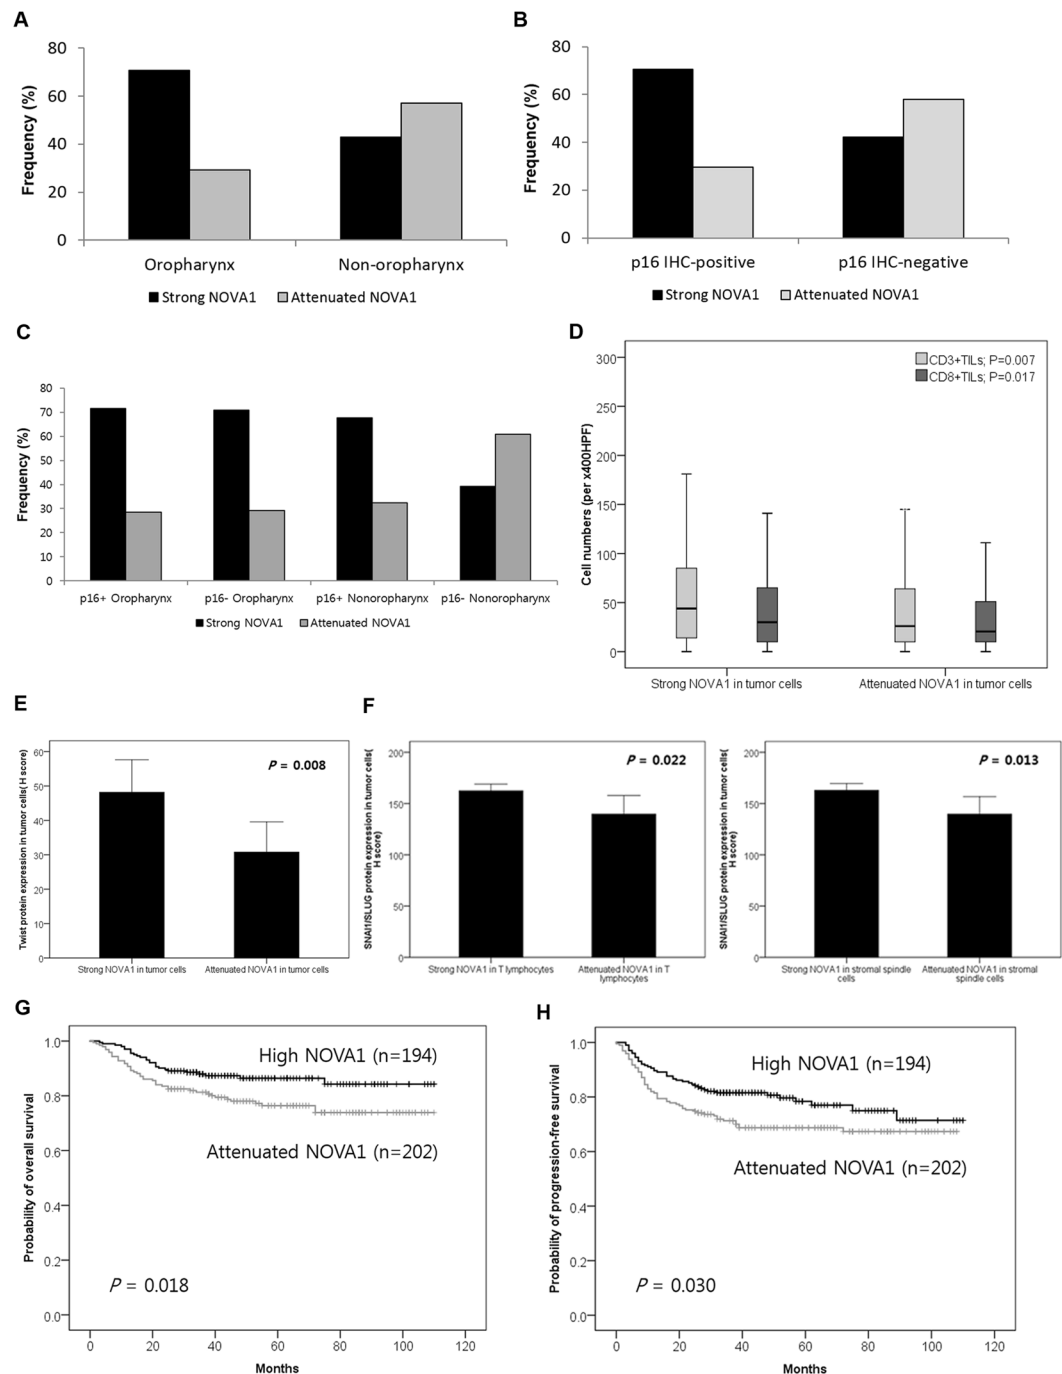 A
Frequency (%)
80
60
40
20
0
Oropharynx
Non-oropharynx
Strong NOVA1
Attenuated NOVA1
B
Frequency (%)
80
60
40
20
0
p16 IHC-positive
p16 IHC-negative
Strong NOVA1
Attenuated NOVA1
C
Frequency (%)
80
70
60
50
40
30
20
10
0
p16+ Oropharynx
p16- Oropharynx
p16+ Nonoropharynx
p16- Nonoropharynx
Strong NOVA1
Attenuated NOVA1
D
Cell numbers (per x400HPF)
300
250
200
150
100
50
0
CD3+TILs; P=0.007
CD8+TILs; P=0.017
Strong NOVA1 in tumor cells
Attenuated NOVA1 in tumor cells
E
Twist protein expression in tumor cells( H score)
60
50
40
30
20
10
0
P = 0.008
Strong NOVA1 in tumor cells
Attenuated NOVA1 in tumor cells
F
SNAI1/SLUG protein expression in tumor cells(
H score)
200
150
100
50
0
P = 0.022
Strong NOVA1 in T lymphocytes
Attenuated NOVA1 in T
lymphocytes
SNAI1/SLUG protein expression in tumor cells(
H score)
200
150
100
50
0
P = 0.013
Strong NOVA1 in stromal spindle
cells
Attenuated NOVA1 in stromal
spindle cells
G
Probability of overall survival
1.0
0.8
0.6
0.4
0.2
0.0
High NOVA1 (n=194)
Attenuated NOVA1 (n=202)
P = 0.018
0
20
40
60
80
100
120
Months
H
Probability of progression-free survival
1.0
0.8
0.6
0.4
0.2
0.0
High NOVA1 (n=194)
Attenuated NOVA1 (n=202)
P = 0.030
0
20
40
60
80
100
120
Months